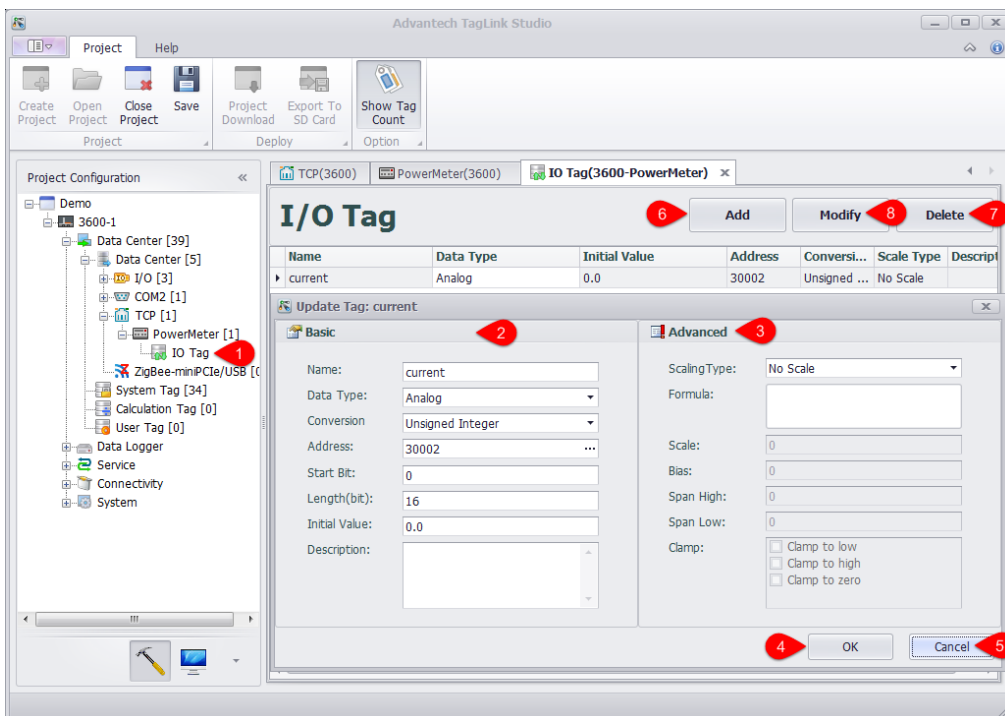 Advantech TagLink Studio
Project Help
Create Project
Open Project
Close Project
Save
Project Download
Export To SD Card
Show Tag Count
Project Deploy Option
Project Configuration «
Demo
3600-1
Data Center [39]
Data Center [5]
I/O [3]
COM2 [1]
TCP [1]
PowerMeter [1]
IO Tag 1
ZigBee-miniPCIe/USB [
System Tag [34]
Calculation Tag [0]
User Tag [0]
Data Logger
Service
Connectivity
System
TCP(3600) PowerMeter(3600) IO Tag(3600-PowerMeter) x
I/O Tag 6 Add Modify 8 Delete 7
Name Data Type Initial Value Address Conversi... Scale Type Descript
current Analog 0.0 30002 Unsigned ... No Scale
Update Tag: current
Basic 2
Name: current
Data Type: Analog
Conversion Unsigned Integer
Address: 30002 ...
Start Bit: 0
Length(bit): 16
Initial Value: 0.0
Description:
Advanced 3
ScalingType: No Scale
Formula:
Scale: 0
Bias: 0
Span High: 0
Span Low: 0
Clamp: Clamp to low
Clamp to high
Clamp to zero
4 OK Cancel 5